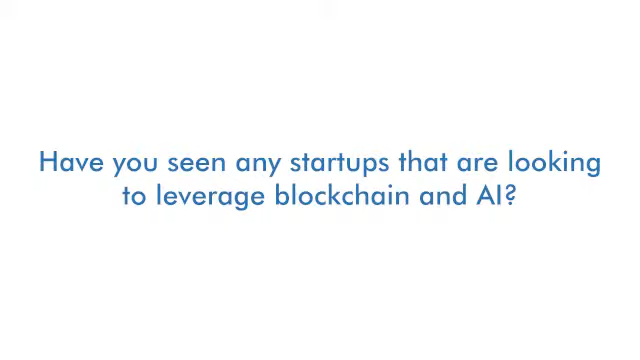 Have you seen any startups that are looking
to leverage blockchain and AI?